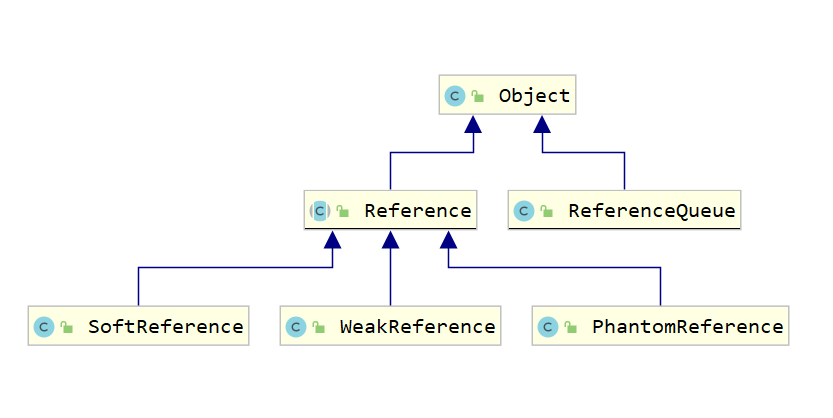 C Object
C Reference
C ReferenceQueue
C SoftReference
C WeakReference
C PhantomReference